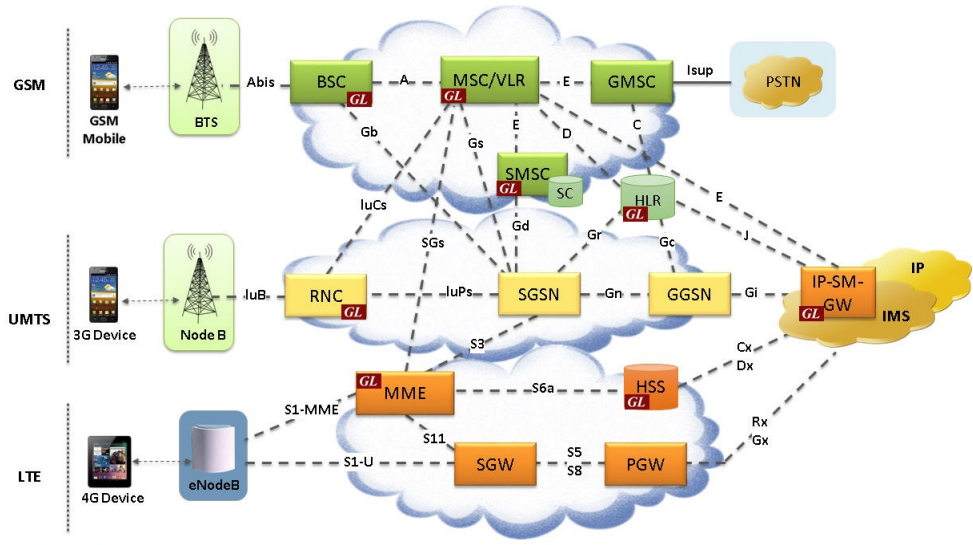 GSM
GSM
Mobile
BTS
Abis
BSC
GL
A
MSC/VLR
GL
E
GMSC
Isup
PSTN
Gb
Gs
E
D
C
SMSC
GL
SC
HLR
GL
IuCs
SGs
Gd
Gr
Gc
E
J
UMTS
3G Device
Node B
IuB
RNC
GL
IuPs
SGSN
Gn
GGSN
Gi
IP-SM-
GW
GL
IP
IMS
S3
Cx
Dx
LTE
4G Device
eNodeB
S1-MME
GL
MME
S6a
HSS
GL
S11
S1-U
SGW
S5
S8
PGW
Rx
Gx